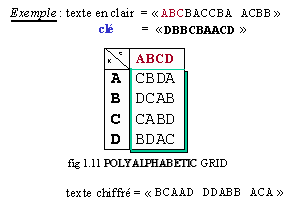 Exemple : texte en clair = « ABCBACCBA ACBB »
clé = «DBBCBAACD »
K C ABCD
A CBDA
B DCAB
C CABD
D BDAC
fig 1.11 POLYALPHABETIC GRID
texte chiffré = « BCAAD DDABB ACA »